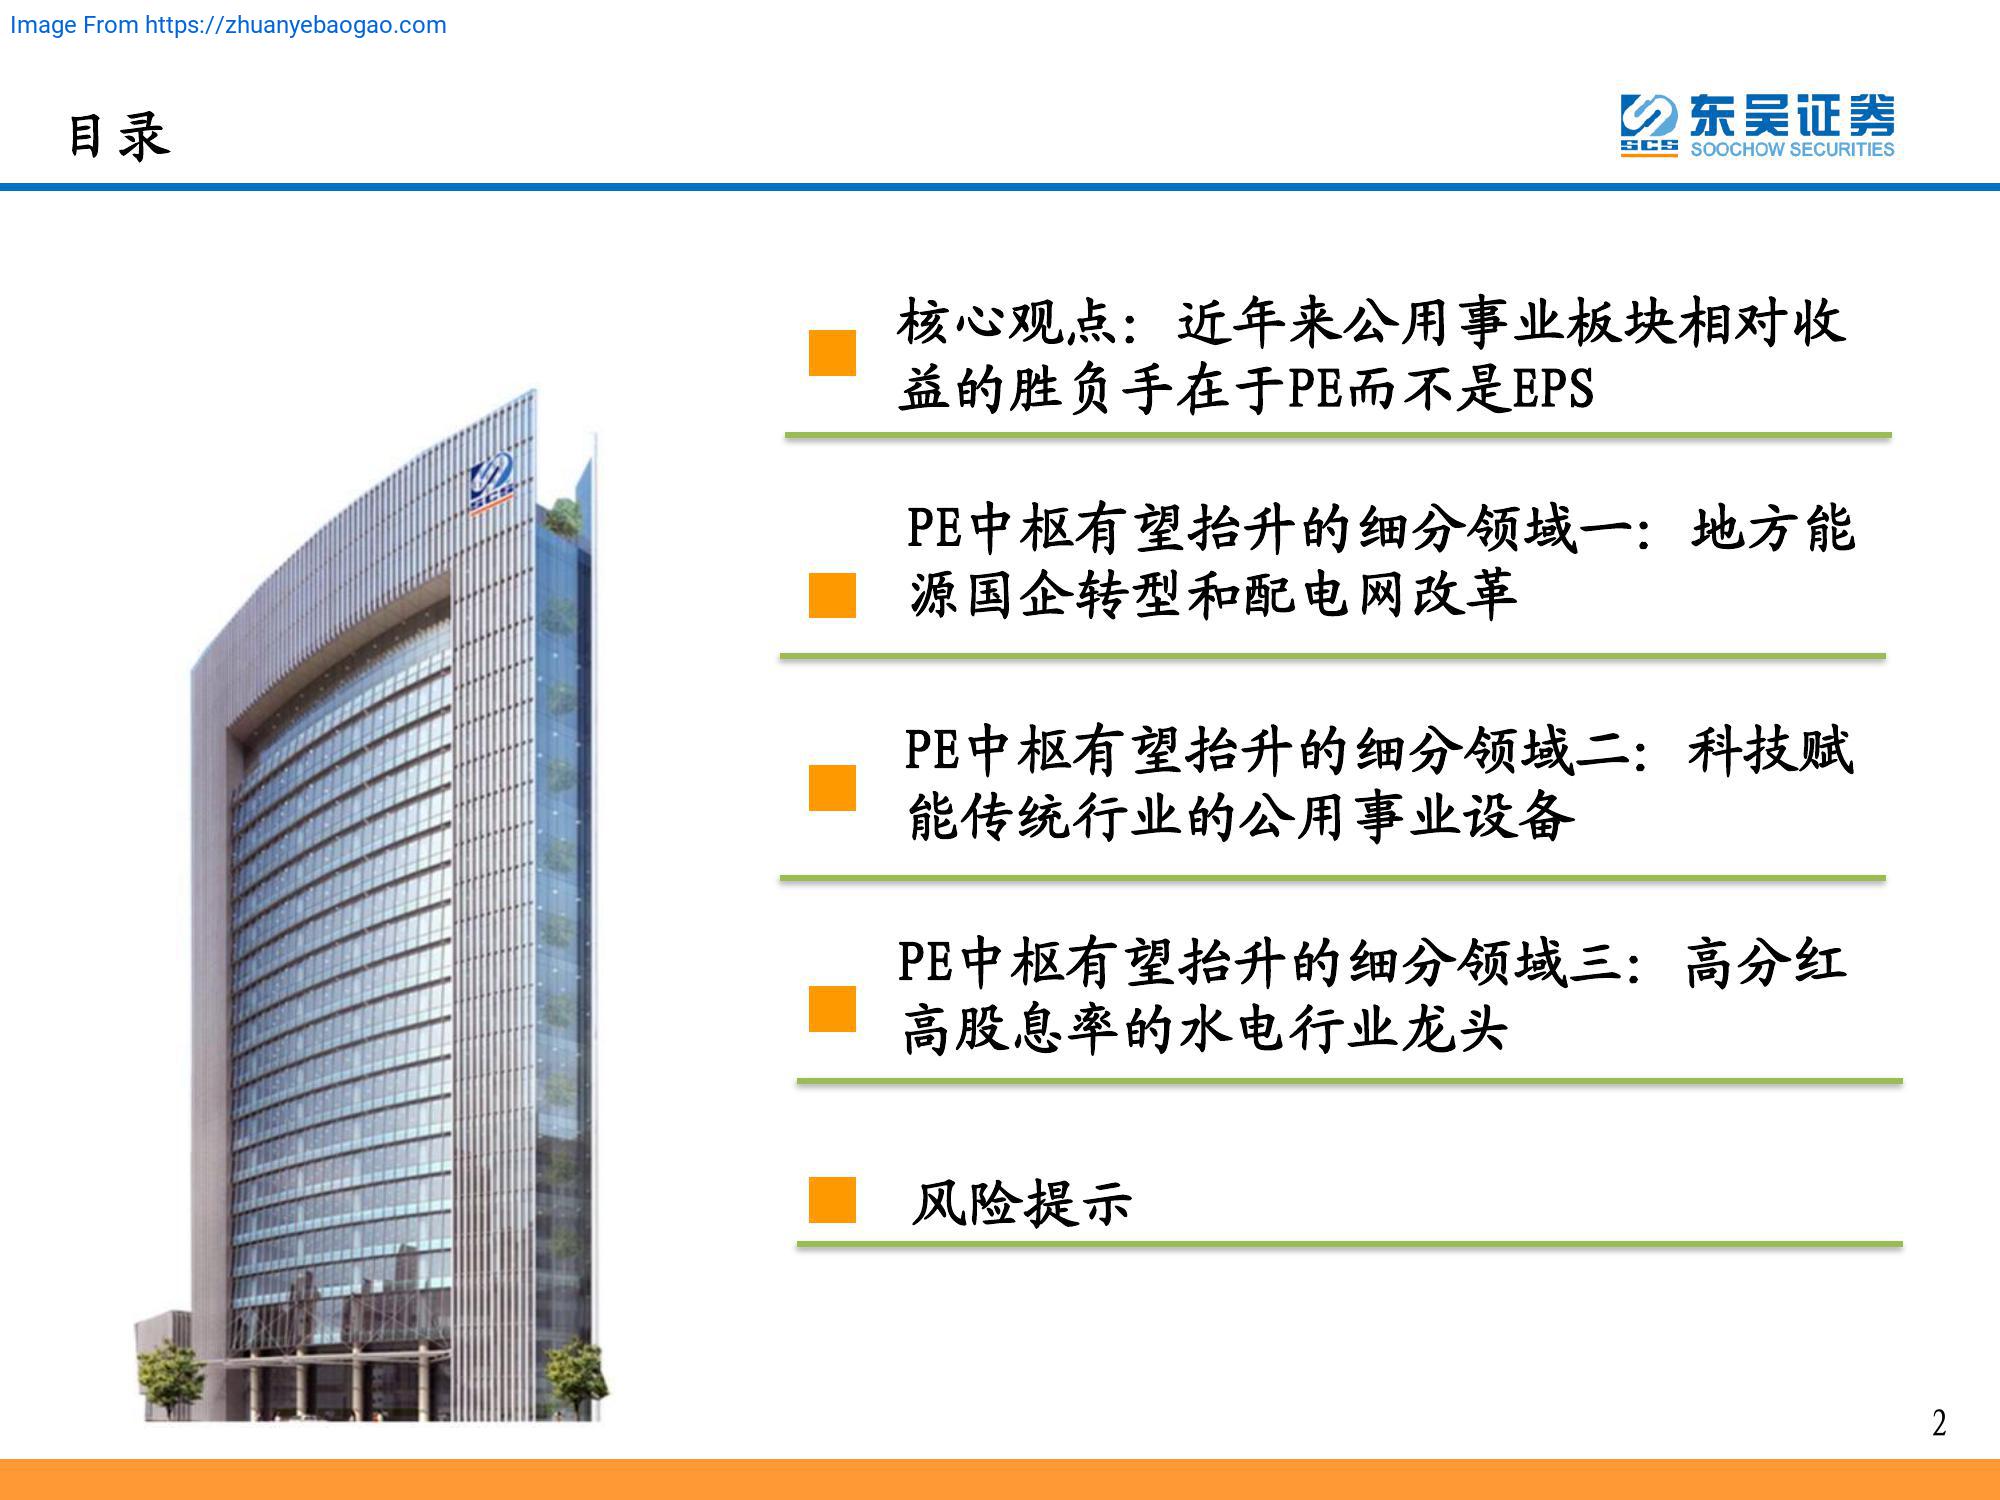 Image From https://zhuanyebaogao.com
目录
东吴证券
SCS
SOOCHOW SECURITIES
核心观点：近年来公用事业板块相对收
益的胜负手在于PE而不是EPS
SCS
PE中枢有望抬升的细分领域一：地方能
源国企转型和配电网改革
PE中枢有望抬升的细分领域二：科技赋
能传统行业的公用事业设备
PE中枢有望抬升的细分领域三：高分红
高股息率的水电行业龙头
风险提示
2